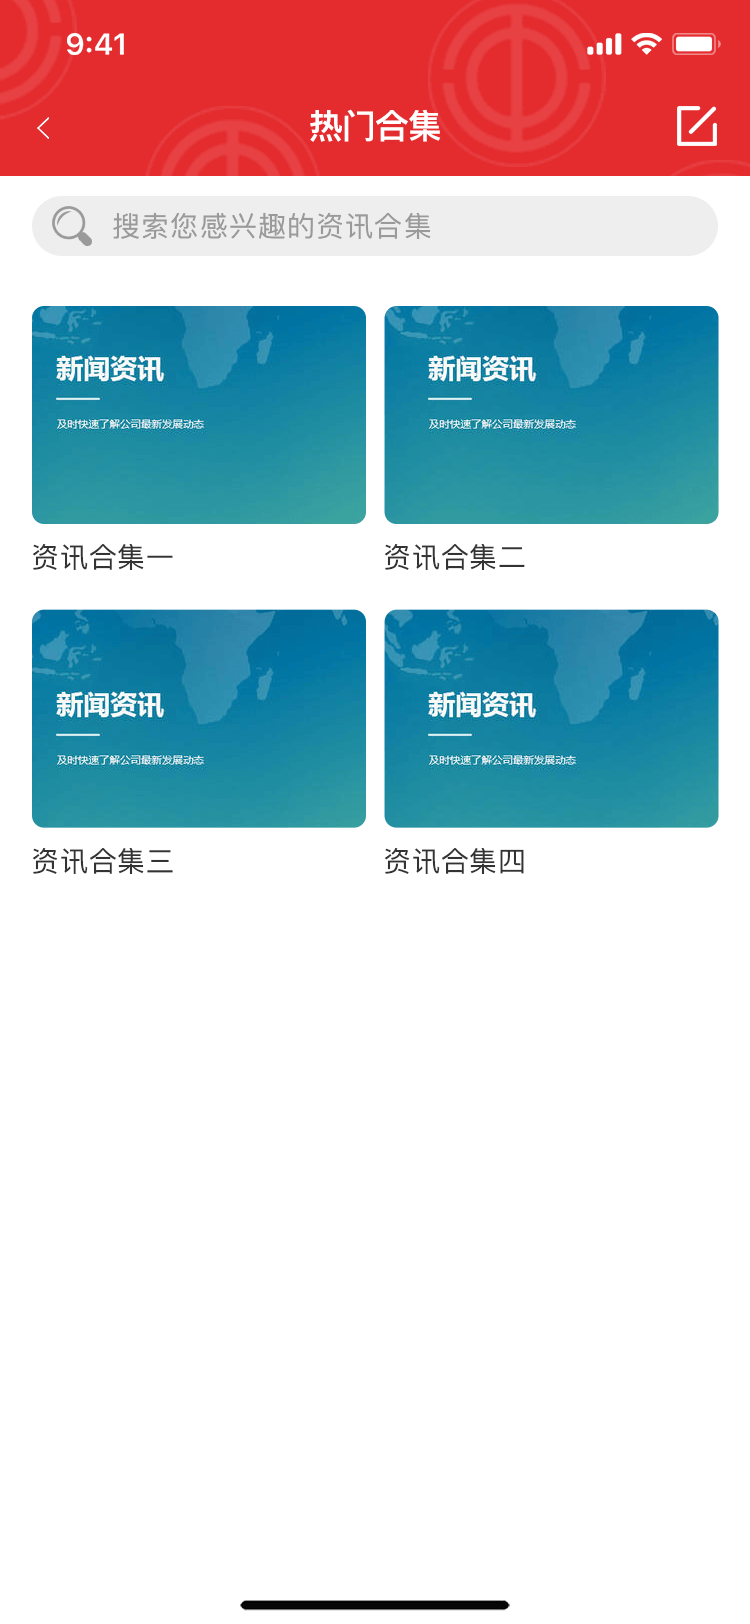 9:41
热门合集
搜索您感兴趣的资讯合集
新闻资讯
及时快速了解公司最新发展动态
新闻资讯
及时快速了解公司最新发展动态
资讯合集一
资讯合集二
新闻资讯
及时快速了解公司最新发展动态
新闻资讯
及时快速了解公司最新发展动态
资讯合集三
资讯合集四